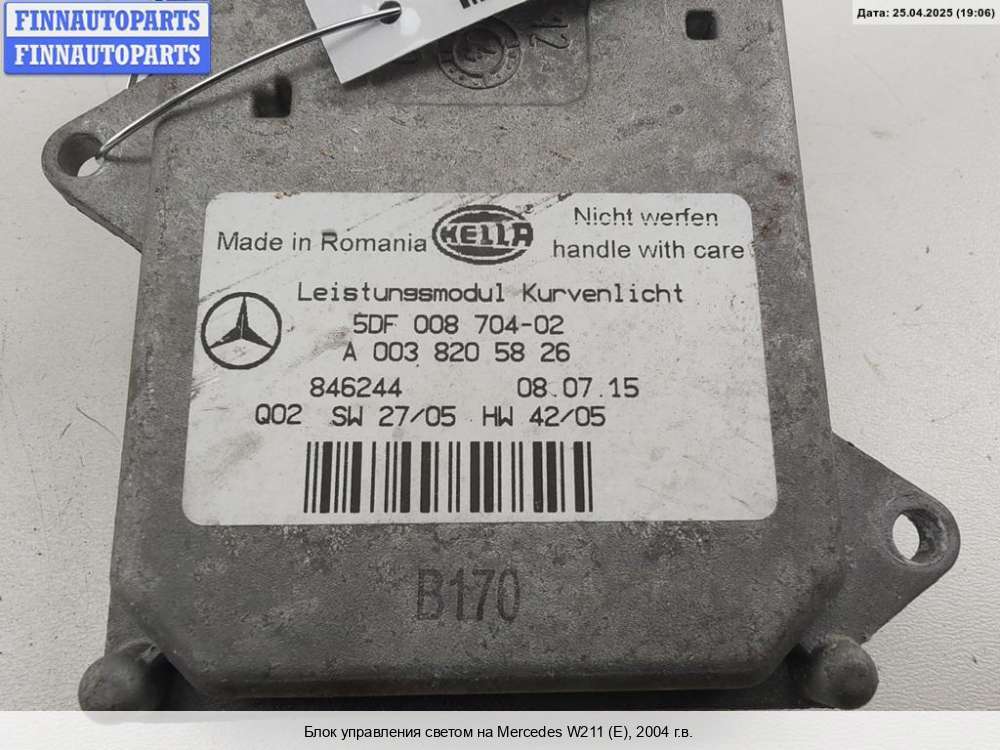 FINNAUTOPARTS
FINNAUTOPARTS
Дата: 25.04.2025 (19:06)
12
Made in Romania
HELLA
®
Nicht werfen
handle with care
Leistungsmodul Kurvenlicht
5DF 008 704-02
A 003 820 58 26
846244 08.07.15
Q02 SW 27/05 HW 42/05
B170
Блок управления светом на Mercedes W211 (E), 2004 г.в.